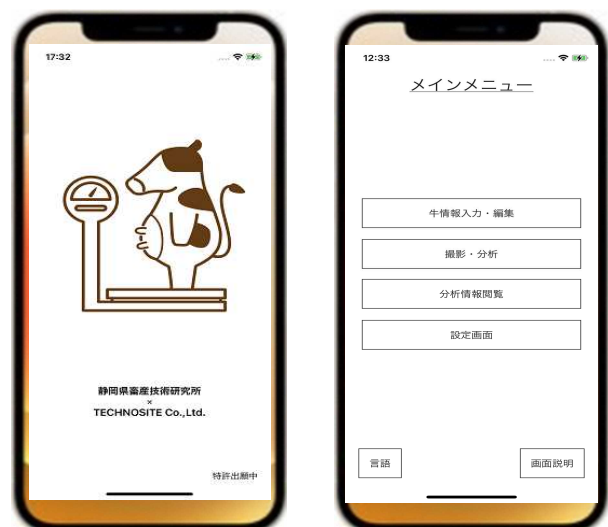 17:32
静岡県畜産技術研究所
×
TECHNOSITE Co.,Ltd.
特許出願中
12:33
メインメニュー
牛情報入力・編集
撮影・分析
分析情報閲覧
設定画面
言語
画面説明